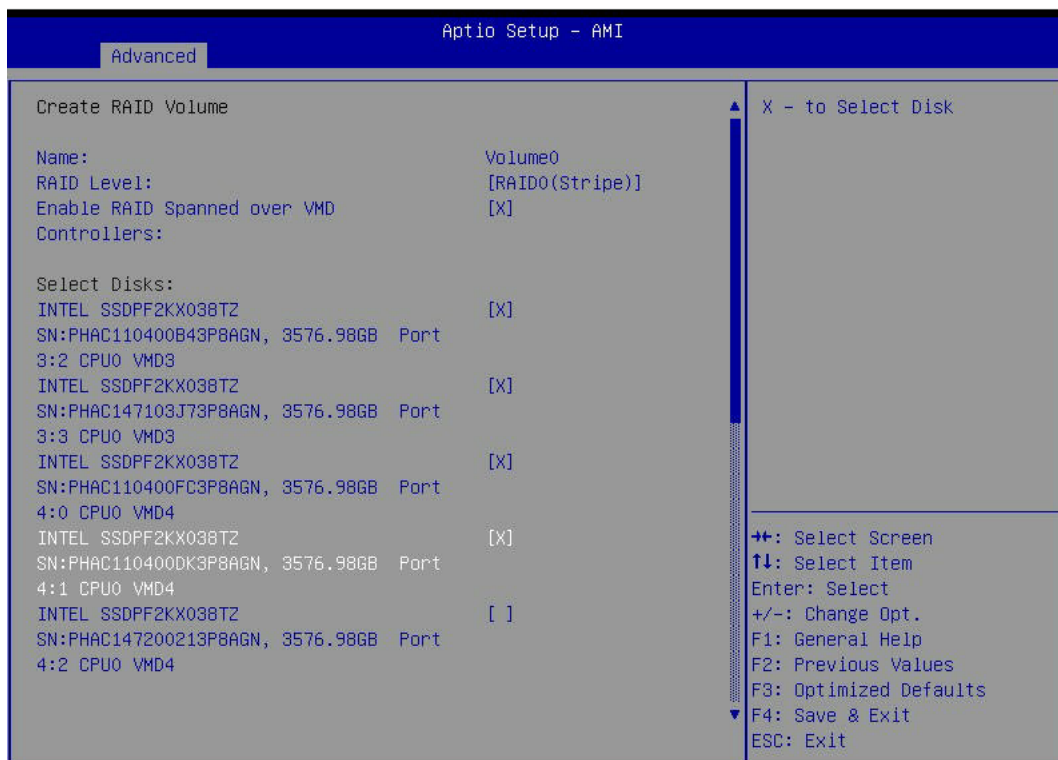 Aptio Setup – AMI
Advanced
Create RAID Volume
Name: Volume0
RAID Level: [RAID0(Stripe)]
Enable RAID Spanned over VMD [X]
Controllers:
Select Disks:
INTEL SSDPF2KX038TZ [X]
SN:PHAC110400B43P8AGN, 3576.98GB Port
3:2 CPU0 VMD3
INTEL SSDPF2KX038TZ [X]
SN:PHAC147103J73P8AGN, 3576.98GB Port
3:3 CPU0 VMD3
INTEL SSDPF2KX038TZ [X]
SN:PHAC110400FC3P8AGN, 3576.98GB Port
4:0 CPU0 VMD4
INTEL SSDPF2KX038TZ [X]
SN:PHAC110400DK3P8AGN, 3576.98GB Port
4:1 CPU0 VMD4
INTEL SSDPF2KX038TZ [ ]
SN:PHAC147200213P8AGN, 3576.98GB Port
4:2 CPU0 VMD4
X – to Select Disk
→←: Select Screen
↑↓: Select Item
Enter: Select
+/-: Change Opt.
F1: General Help
F2: Previous Values
F3: Optimized Defaults
F4: Save & Exit
ESC: Exit